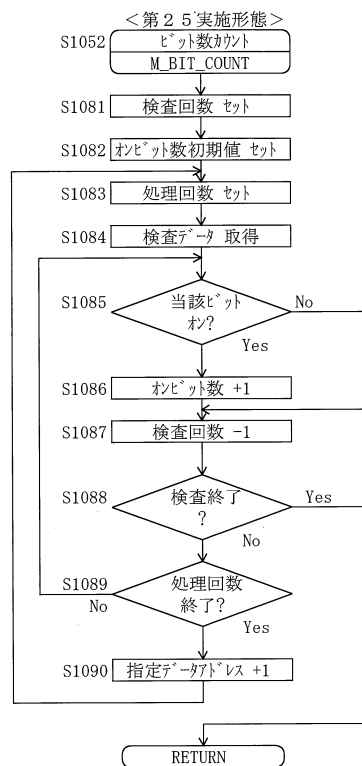 ＜第２５実施形態＞
S1052 ﾋﾞｯﾄ数ｶｳﾝﾄ
M_BIT_COUNT
S1081 検査回数 ｾｯﾄ
S1082 ｵﾝﾋﾞｯﾄ数初期値 ｾｯﾄ
S1083 処理回数 ｾｯﾄ
S1084 検査ﾃﾞｰﾀ 取得
S1085 当該ﾋﾞｯﾄ No
ｵﾝ?
Yes
S1086 ｵﾝﾋﾞｯﾄ数 +1
S1087 検査回数 -1
S1088 検査終了 Yes
?
No
S1089 処理回数
No 終了?
Yes
S1090 指定ﾃﾞｰﾀｱﾄﾞﾚｽ +1
RETURN